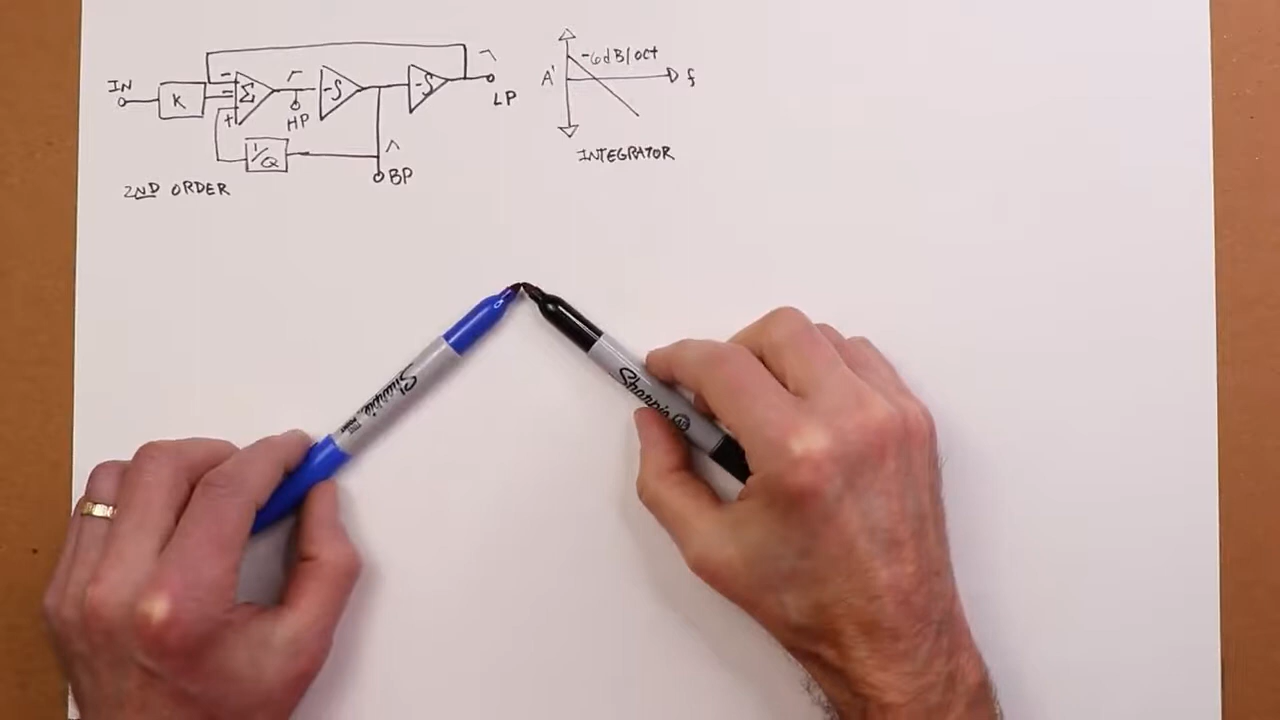 IN
K
−
−
+
Σ
HP
-∫
-∫
LP
1/Q
BP
2ND ORDER
-6dB/oct
A'
f
INTEGRATOR
Sharpie
Sharpie